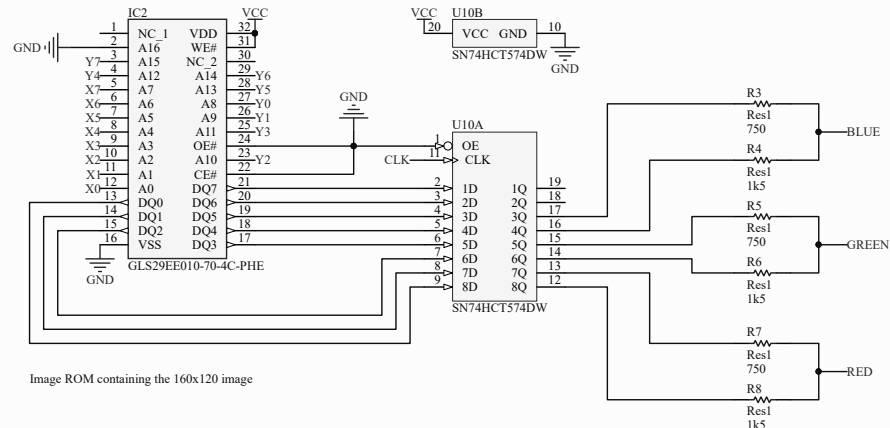 IC2
1 NC_1 VDD 32 VCC
GND 2 A16 WE# 31
Y7 3 A15 NC_2 30
Y4 4 A12 A14 29 Y6
X7 5 A7 A13 28 Y5
X6 6 A6 A8 27 Y0
X5 7 A5 A9 26 Y1
X4 8 A4 A11 25 Y3
X3 9 A3 OE# 24
X2 10 A2 A10 23 Y2
X1 11 A1 CE# 22
X0 12 A0 DQ7 21
13 DQ0 DQ6 20
14 DQ1 DQ5 19
15 DQ2 DQ4 18
16 VSS DQ3 17
GND
GLS29EE010-70-4C-PHE
VCC U10B
20 VCC GND 10
SN74HCT574DW
GND
GND
U10A
1 OE
CLK 11 CLK
2 1D 1Q 19
3 2D 2Q 18
4 3D 3Q 17
5 4D 4Q 16
6 5D 5Q 15
7 6D 6Q 14
8 7D 7Q 13
9 8D 8Q 12
SN74HCT574DW
R3
Res1
750
BLUE
R4
Res1
1k5
R5
Res1
750
GREEN
R6
Res1
1k5
R7
Res1
750
RED
R8
Res1
1k5
Image ROM containing the 160x120 image